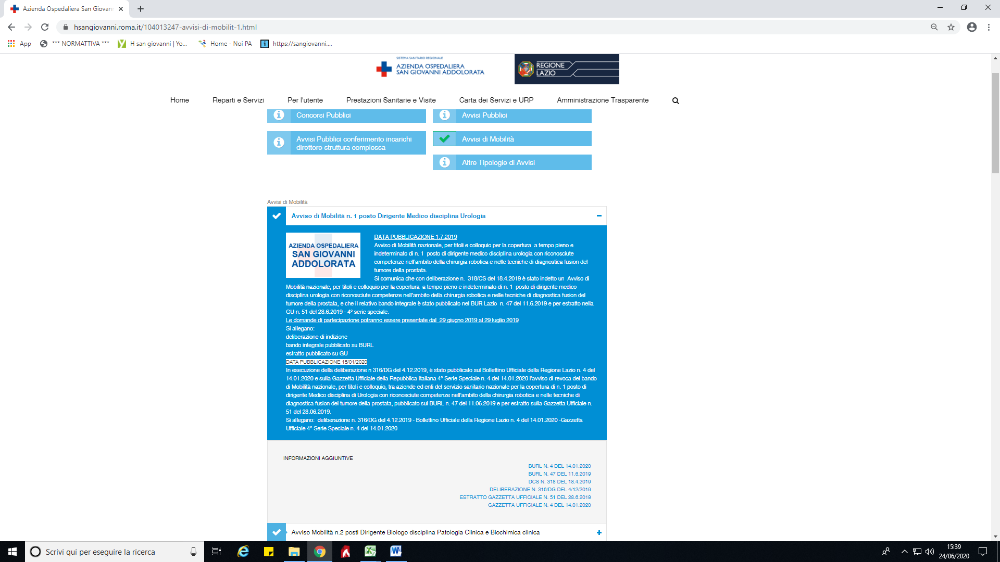 Azienda Ospedaliera San Giovan
hsangiovanni.roma.it/104013247-avvisi-di-mobilit-1.html
App
*** NORMATTIVA ***
H san giovanni | Yo...
Home - Noi PA
https://sangiovanni....
SISTEMA SANITARIO REGIONALE
AZIENDA OSPEDALIERA
SAN GIOVANNI ADDOLORATA
REGIONE
LAZIO
Home
Reparti e Servizi
Per l'utente
Prestazioni Sanitarie e Visite
Carta dei Servizi e URP
Amministrazione Trasparente
Concorsi Pubblici
Avvisi Pubblici
Avvisi Pubblici conferimento incarichi
direttore struttura complessa
Avvisi di Mobilità
Altre Tipologie di Avvisi
Avvisi di Mobilità
Avviso di Mobilità n. 1 posto Dirigente Medico disciplina Urologia
AZIENDA OSPEDALIERA
SAN GIOVANNI
ADDOLORATA
DATA PUBBLICAZIONE 1.7.2019
Avviso di Mobilità nazionale, per titoli e colloquio per la copertura a tempo pieno e
indeterminato di n. 1 posto di dirigente medico disciplina urologia con riconosciute
competenze nell'ambito della chirurgia robotica e nelle tecniche di diagnostica fusion del
tumore della prostata.
Si comunica che con deliberazione n. 318/CS del 18.4.2019 è stato indetto un Avviso di
Mobilità nazionale, per titoli e colloquio per la copertura a tempo pieno e indeterminato di n. 1 posto di dirigente medico
disciplina urologia con riconosciute competenze nell'ambito della chirurgia robotica e nelle tecniche di diagnostica fusion del
tumore della prostata, e che il relativo bando integrale è stato pubblicato nel BUR Lazio n. 47 del 11.6.2019 e per estratto nella
GU n. 51 del 28.6.2019 - 4° serie speciale.
Le domande di partecipazione potranno essere presentate dal 29 giugno 2019 al 29 luglio 2019
Si allegano:
deliberazione di indizione
bando integrale pubblicato su BURL
estratto pubblicato su GU
DATA PUBBLICAZIONE 15/01/2020
In esecuzione della deliberazione n 316/DG del 4.12.2019, è stato pubblicato sul Bollettino Ufficiale della Regione Lazio n. 4 del
14.01.2020 e sulla Gazzetta Ufficiale della Repubblica Italiana 4° Serie Speciale n. 4 del 14.01.2020 l'avviso di revoca del bando
di Mobilità nazionale, per titoli e colloquio, tra aziende ed enti del servizio sanitario nazionale per la copertura di n. 1 posto di
dirigente Medico disciplina di Urologia con riconosciute competenze nell'ambito della chirurgia robotica e nelle tecniche di
diagnostica fusion del tumore della prostata, pubblicato sul BURL n. 47 del 11.06.2019 e per estratto sulla Gazzetta Ufficiale n.
51 del 28.06.2019.
Si allegano: deliberazione n. 316/DG del 4.12.2019 - Bollettino Ufficiale della Regione Lazio n. 4 del 14.01.2020 -Gazzetta
Ufficiale 4° Serie Speciale n. 4 del 14.01.2020
INFORMAZIONI AGGIUNTIVE
BURL N. 4 DEL 14.01.2020
BURL N. 47 DEL 11.6.2019
DCS N. 318 DEL 18.4.2019
DELIBERAZIONE N. 316/DG DEL 4/12/2019
ESTRATTO GAZZETTA UFFICIALE N. 51 DEL 28.6.2019
GAZZETTA UFFICIALE N. 4 DEL 14.01.2020
Avviso Mobilità n.2 posti Dirigente Biologo disciplina Patologia Clinica e Biochimica clinica
Scrivi qui per eseguire la ricerca
15:39
24/06/2020